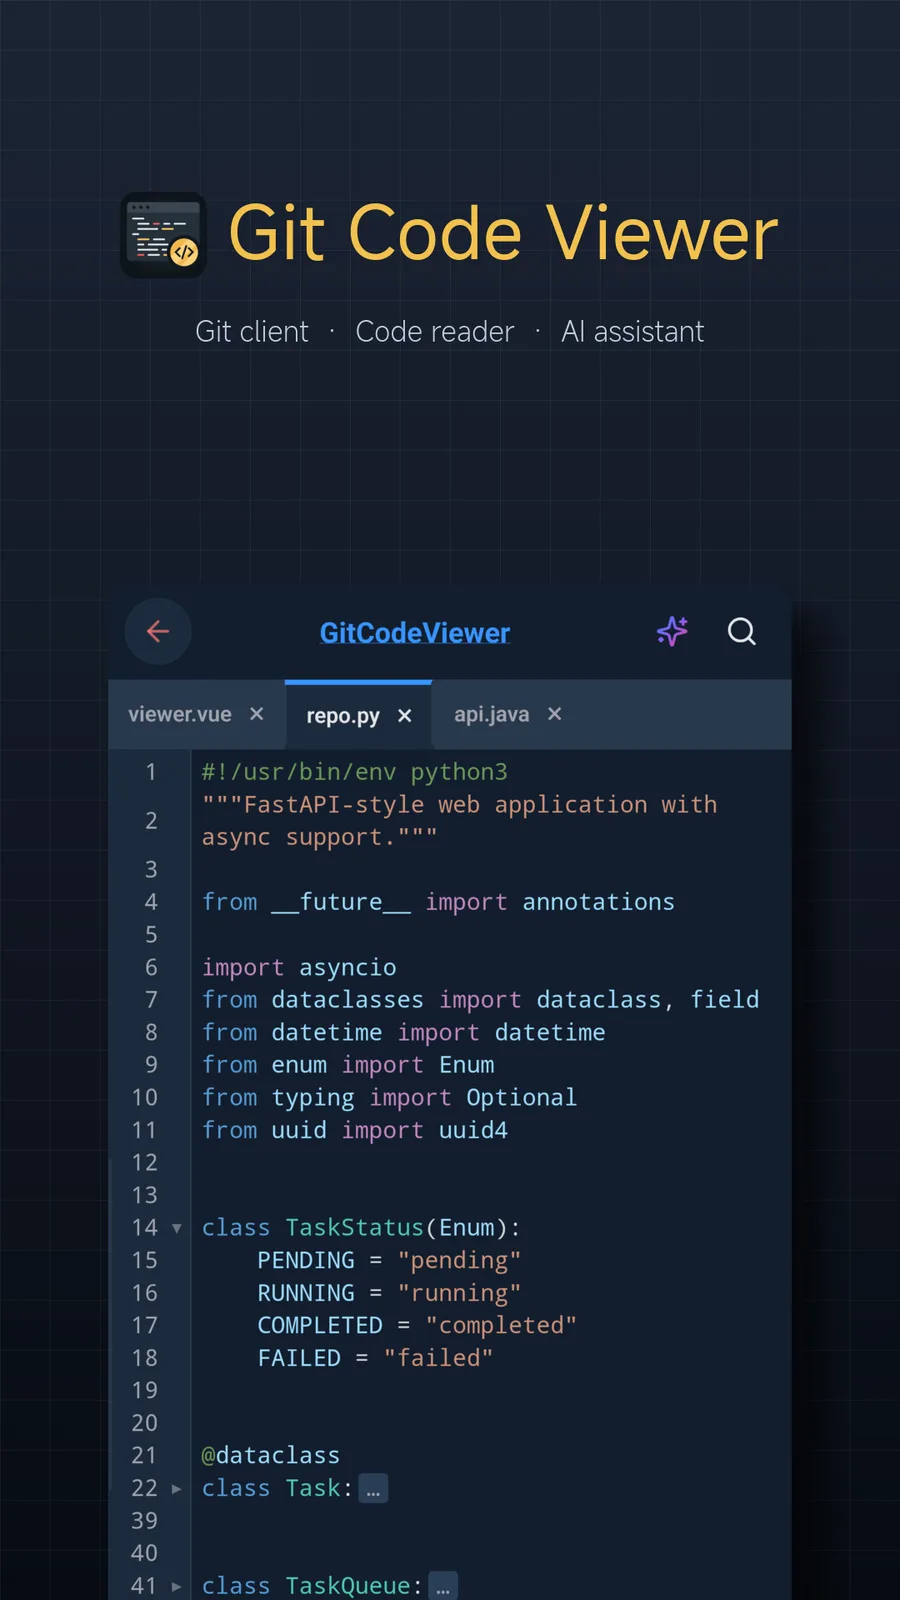 Git Code Viewer
Git client · Code reader · AI assistant
GitCodeViewer
viewer.vue × repo.py × api.java ×
1 #!/usr/bin/env python3
2 """FastAPI-style web application with
async support."""
3
4 from __future__ import annotations
5
6 import asyncio
7 from dataclasses import dataclass, field
8 from datetime import datetime
9 from enum import Enum
10 from typing import Optional
11 from uuid import uuid4
12
13
14 ▼ class TaskStatus(Enum):
15     PENDING = "pending"
16     RUNNING = "running"
17     COMPLETED = "completed"
18     FAILED = "failed"
19
20
21 @dataclass
22 ▶ class Task: …
39
40
41 ▶ class TaskQueue: …